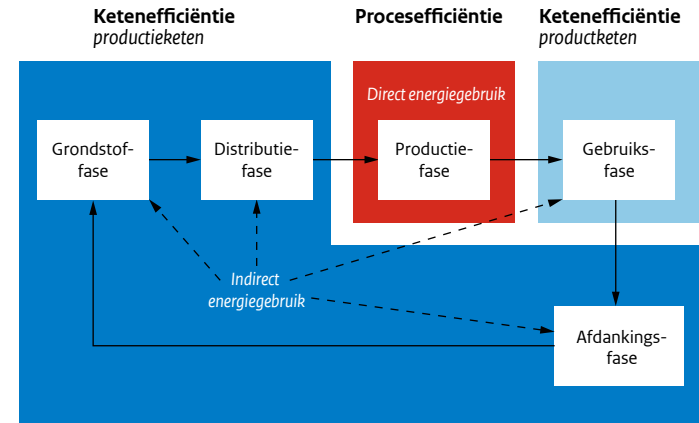 Ketenefficiëntie
productieketen
Procesefficiëntie
Ketenefficiëntie
productketen
Direct energiegebruik
Grondstof-
fase
Distributie-
fase
Productie-
fase
Gebruiks-
fase
Indirect
energiegebruik
Afdankings-
fase